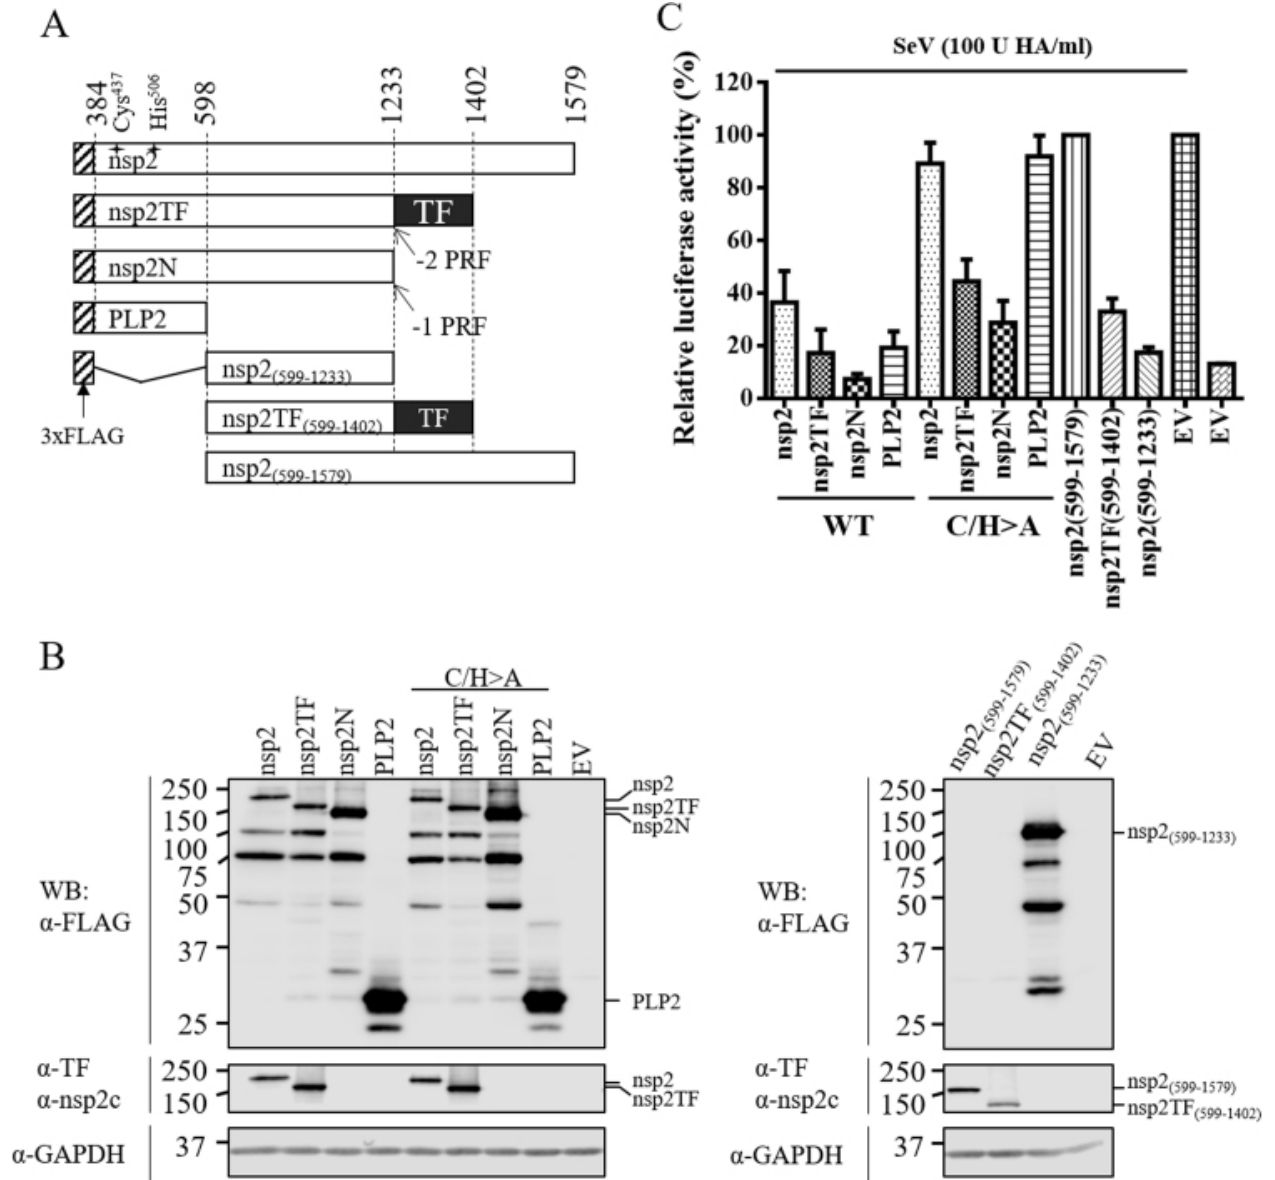 A
384
Cys437
His506
598
1233
1402
1579
nsp2
nsp2TF
TF
-2 PRF
nsp2N
-1 PRF
PLP2
nsp2(599-1233)
3xFLAG
nsp2TF(599-1402)
TF
nsp2(599-1579)
C
SeV (100 U HA/ml)
Relative luciferase activity (%)
120
100
80
60
40
20
0
nsp2
nsp2TF
nsp2N
PLP2
nsp2
nsp2TF
nsp2N
PLP2
nsp2(599-1579)
nsp2TF(599-1402)
nsp2(599-1233)
EV
EV
WT
C/H>A
B
C/H>A
nsp2
nsp2TF
nsp2N
PLP2
nsp2
nsp2TF
nsp2N
PLP2
EV
WB:
α-FLAG
250
150
100
75
50
37
25
nsp2
nsp2TF
nsp2N
PLP2
α-TF
α-nsp2c
250
150
nsp2
nsp2TF
α-GAPDH
37
nsp2(599-1579)
nsp2TF(599-1402)
nsp2(599-1233)
EV
WB:
α-FLAG
250
150
100
75
50
37
25
nsp2(599-1233)
α-TF
α-nsp2c
250
150
nsp2(599-1579)
nsp2TF(599-1402)
α-GAPDH
37